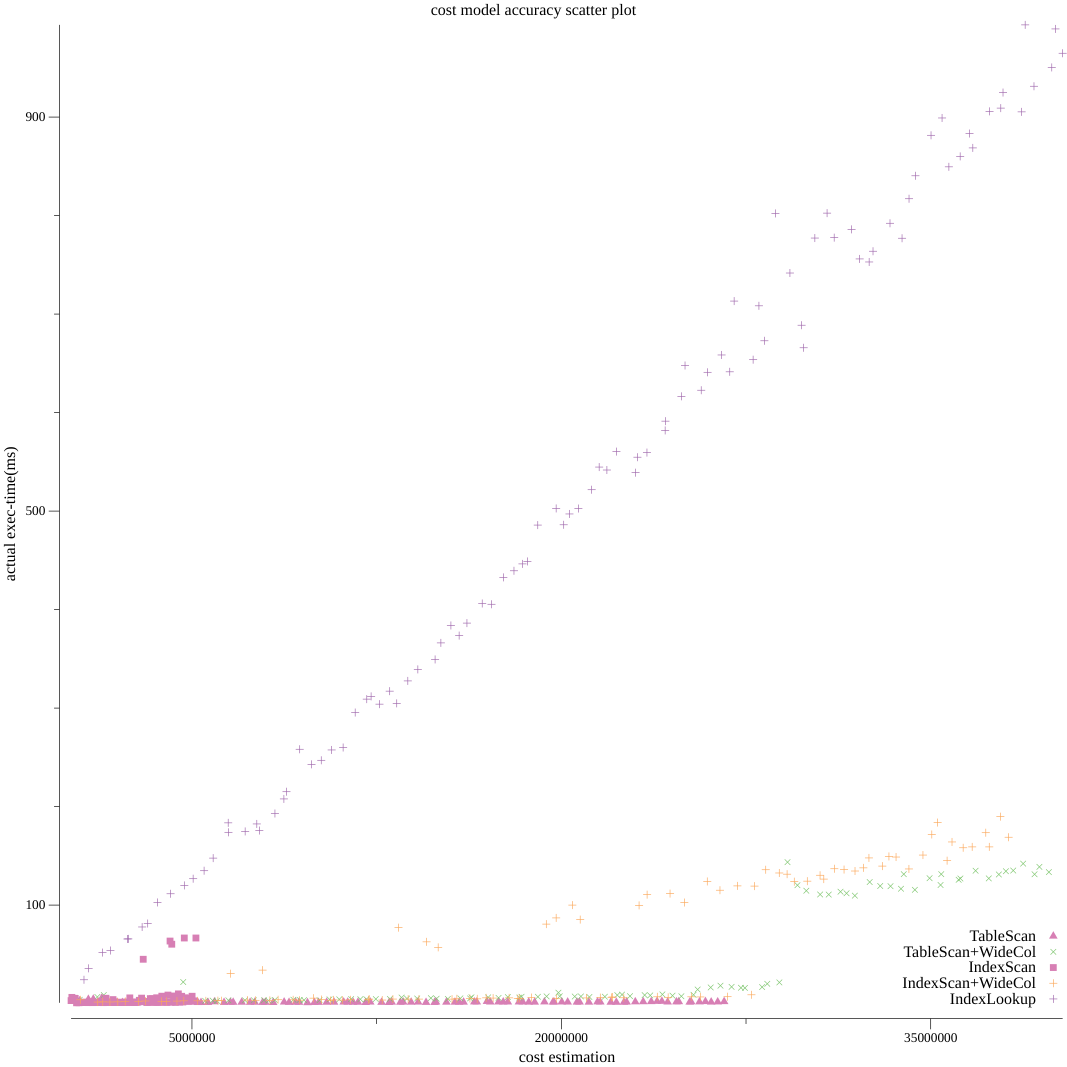 cost model accuracy scatter plot
900
500
100
actual exec-time(ms)
TableScan
TableScan+WideCol
IndexScan
IndexScan+WideCol
IndexLookup
5000000
20000000
35000000
cost estimation